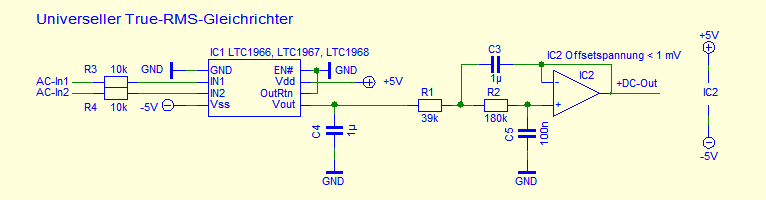 Universeller True-RMS-Gleichrichter
IC1 LTC1966, LTC1967, LTC1968
C3
IC2 Offsetspannung < 1 mV
+5V
R3 10k GND GND EN# GND
1µ
IC2
AC-In1 IN1 Vdd +5V
R1 R2
+DC-Out
IC2
AC-In2 IN2 OutRtn
R4 10k -5V Vss Vout
39k 180k
C4 1µ
C5 100n
-5V
GND GND